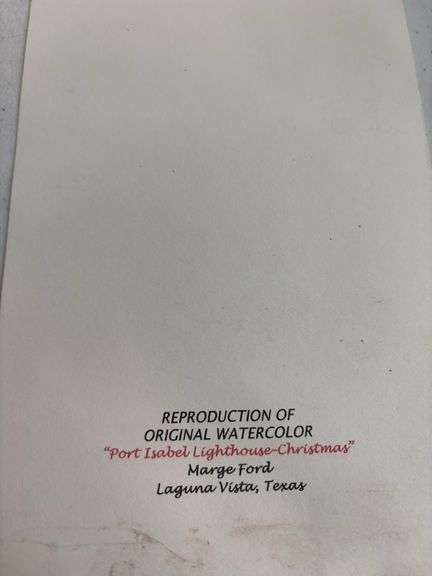 REPRODUCTION OF
ORIGINAL WATERCOLOR
"Port Isabel Lighthouse-Christmas"
Marge Ford
Laguna Vista, Texas